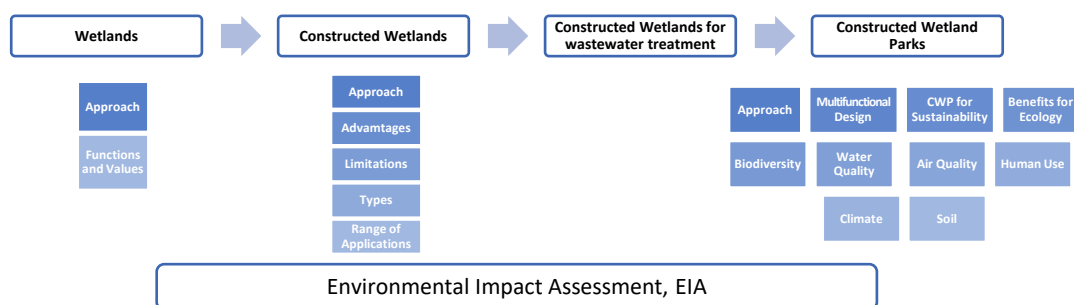 Wetlands
Constructed Wetlands
Constructed Wetlands for
wastewater treatment
Constructed Wetland
Parks
Approach
Functions
and Values
Approach
Advantages
Limitations
Types
Range of
Applications
Approach
Multifunctional
Design
CWP for
Sustainability
Benefits for
Ecology
Biodiversity
Water
Quality
Air Quality
Human Use
Climate
Soil
Environmental Impact Assessment, EIA